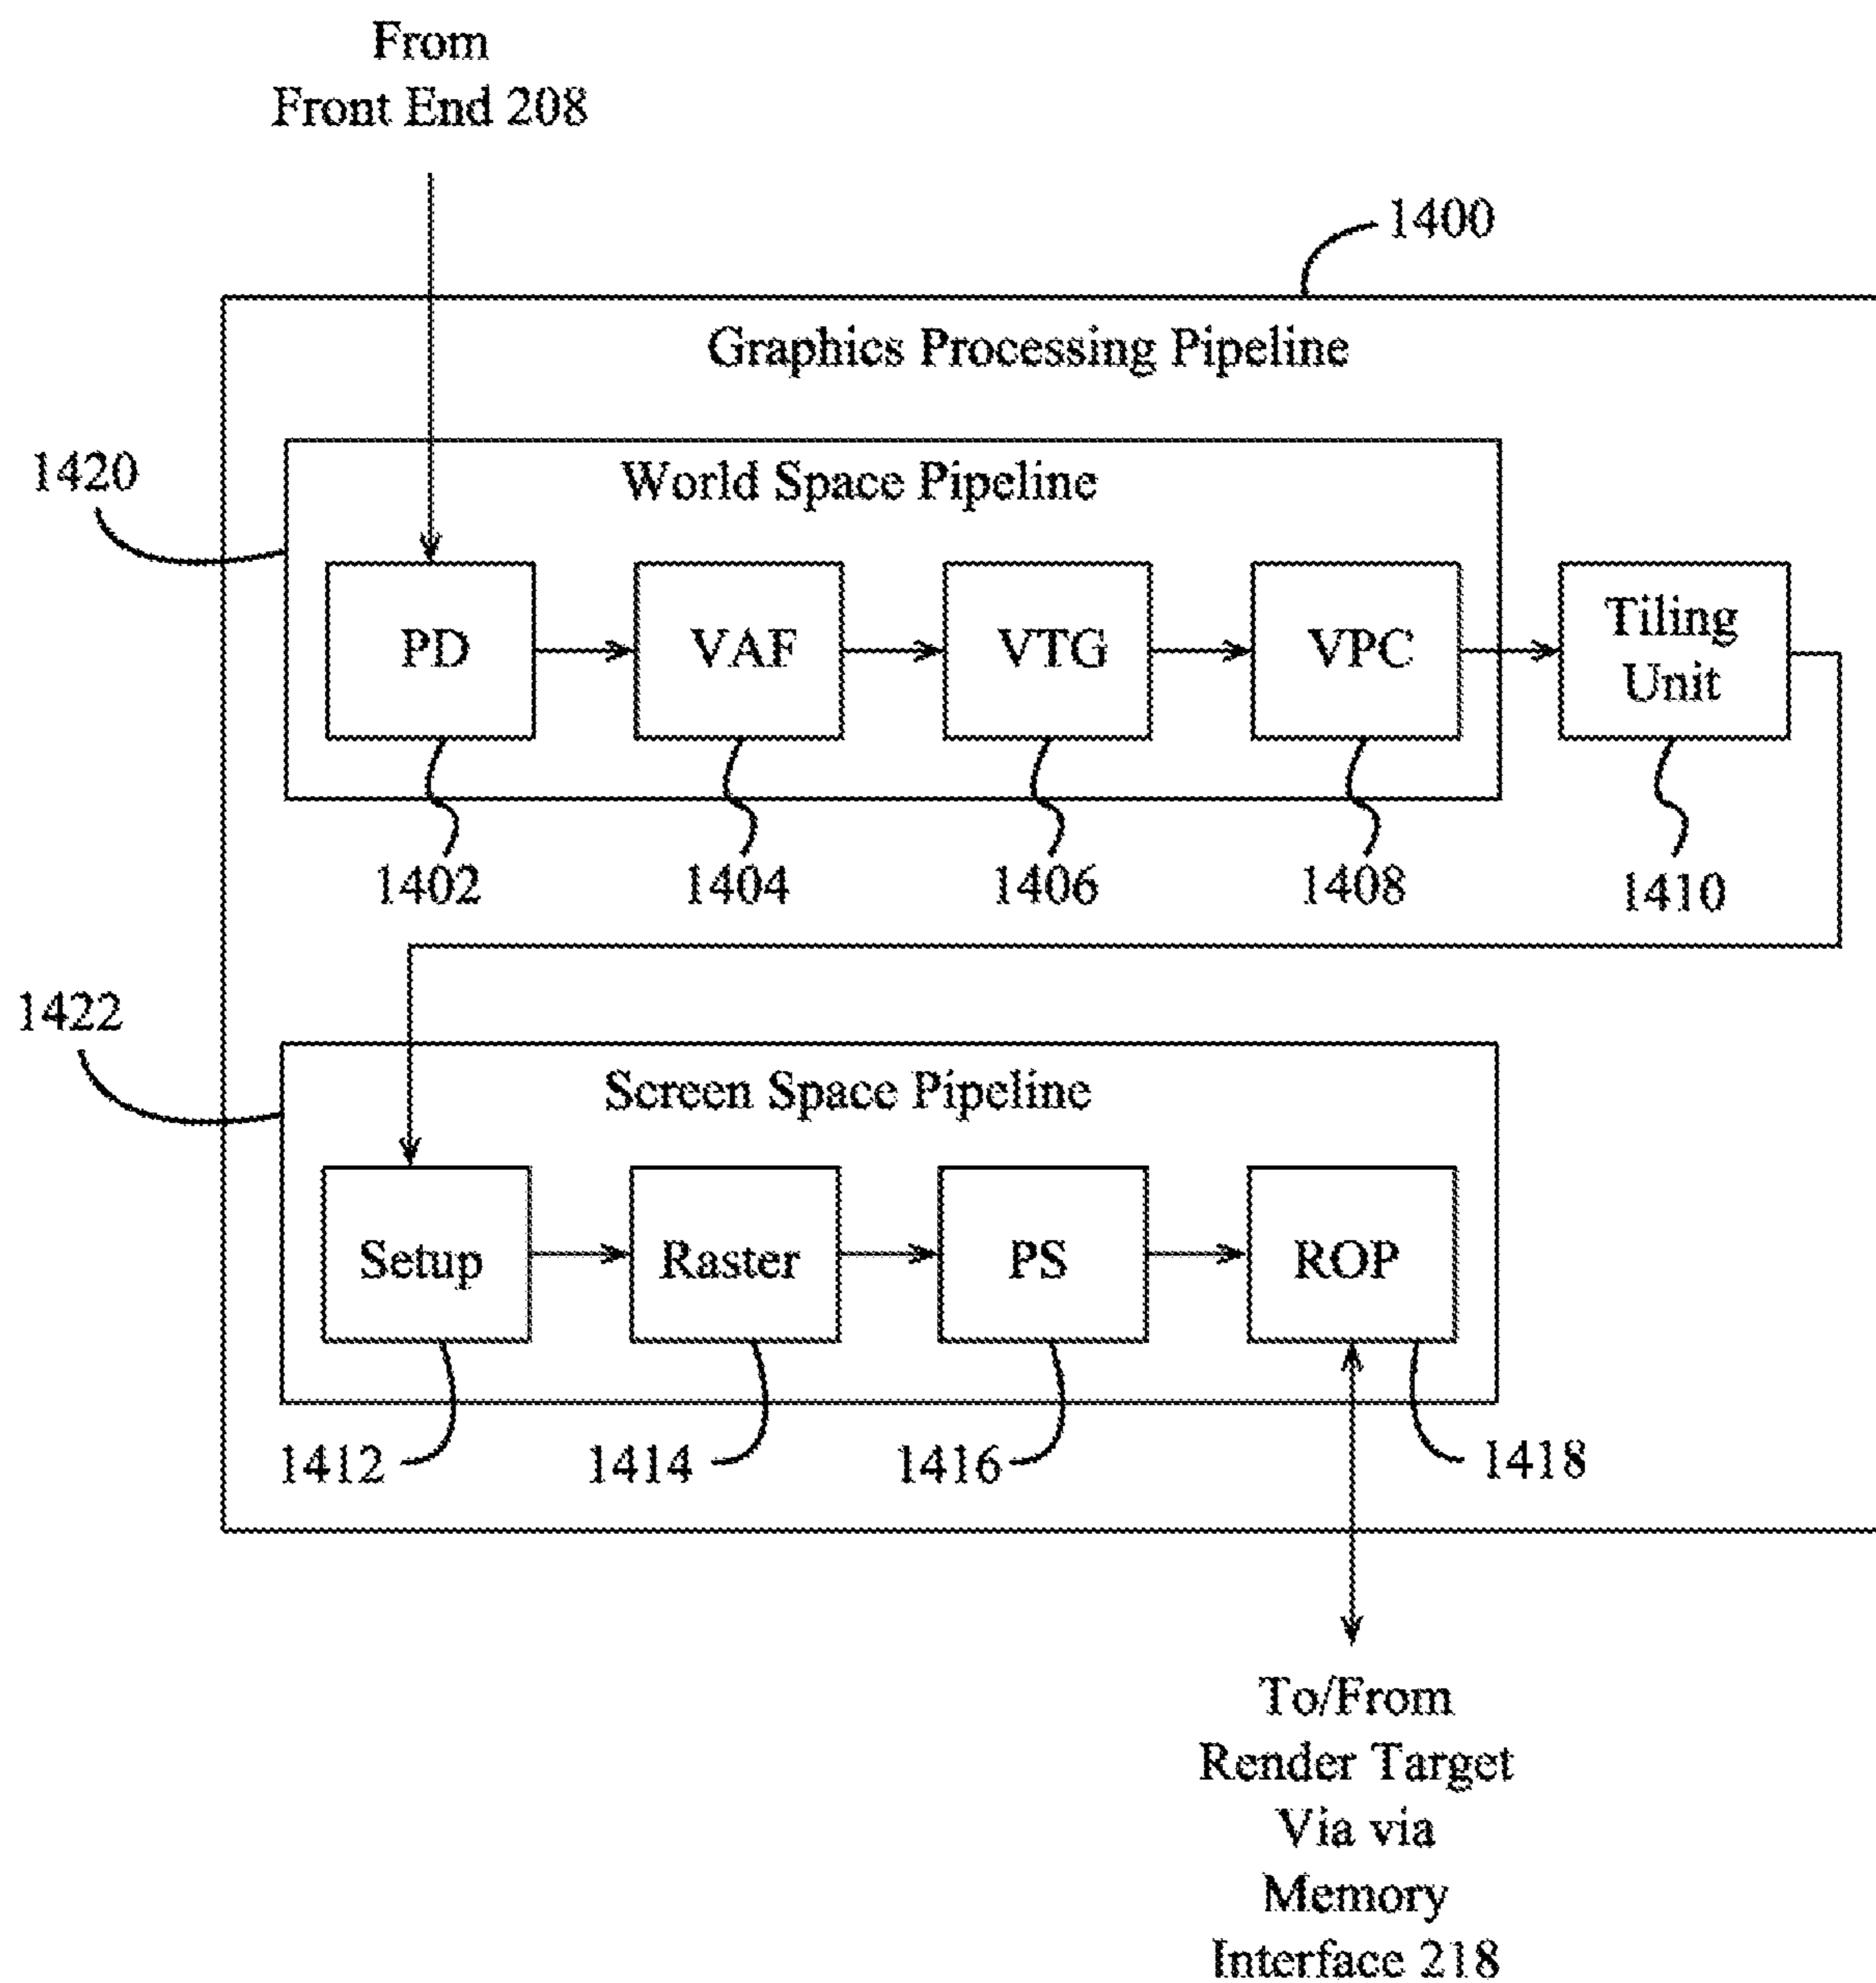 From
Front End 208
1400
Graphics Processing Pipeline
1420
World Space Pipeline
PD
VAF
VTG
VPC
Tiling
Unit
1402
1404
1406
1408
1410
1422
Screen Space Pipeline
Setup
Raster
PS
ROP
1412
1414
1416
1418
To/From
Render Target
Via via
Memory
Interface 218